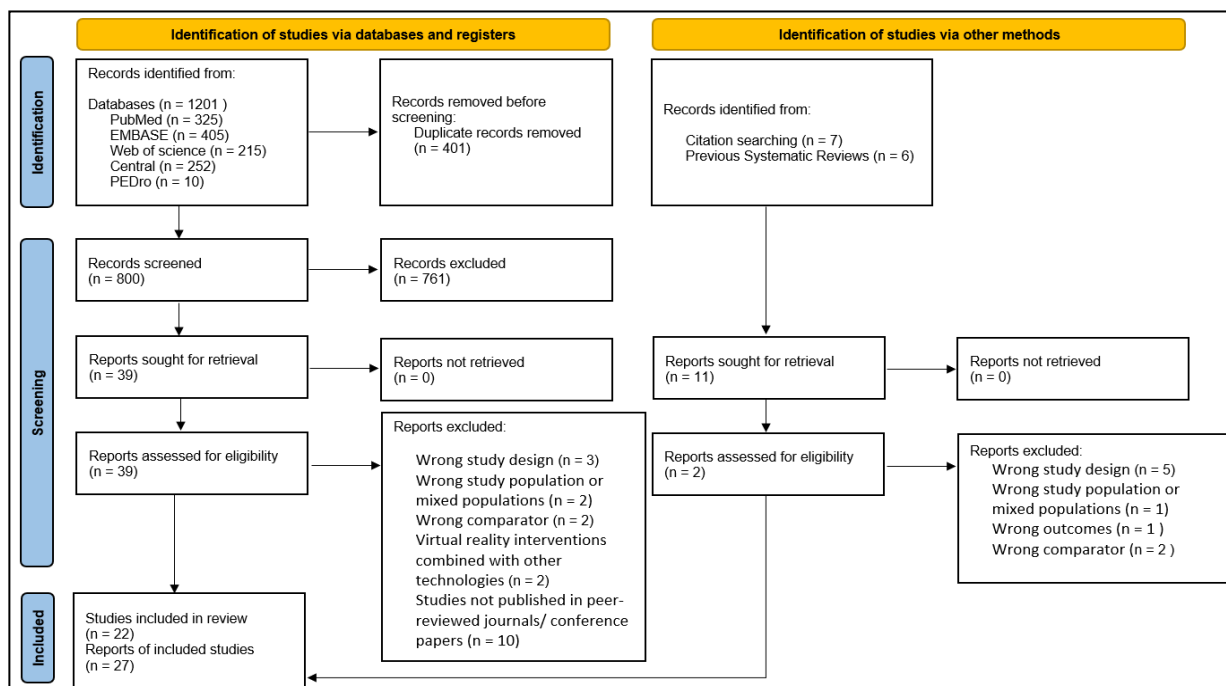 Identification of studies via databases and registers
Identification of studies via other methods
Identification
Records identified from:
Databases (n = 1201 )
PubMed (n = 325)
EMBASE (n = 405)
Web of science (n = 215)
Central (n = 252)
PEDro (n = 10)
Records removed before
screening:
Duplicate records removed
(n = 401)
Records identified from:
Citation searching (n = 7)
Previous Systematic Reviews (n = 6)
Screening
Records screened
(n = 800)
Records excluded
(n = 761)
Reports sought for retrieval
(n = 39)
Reports not retrieved
(n = 0)
Reports sought for retrieval
(n = 11)
Reports not retrieved
(n = 0)
Reports assessed for eligibility
(n = 39)
Reports excluded:
Wrong study design (n = 3)
Wrong study population or
mixed populations (n = 2)
Wrong comparator (n = 2)
Virtual reality interventions
combined with other
technologies (n = 2)
Studies not published in peer-
reviewed journals/ conference
papers (n = 10)
Reports assessed for eligibility
(n = 2)
Reports excluded:
Wrong study design (n = 5)
Wrong study population or
mixed populations (n = 1)
Wrong outcomes (n = 1 )
Wrong comparator (n = 2 )
Included
Studies included in review
(n = 22)
Reports of included studies
(n = 27)